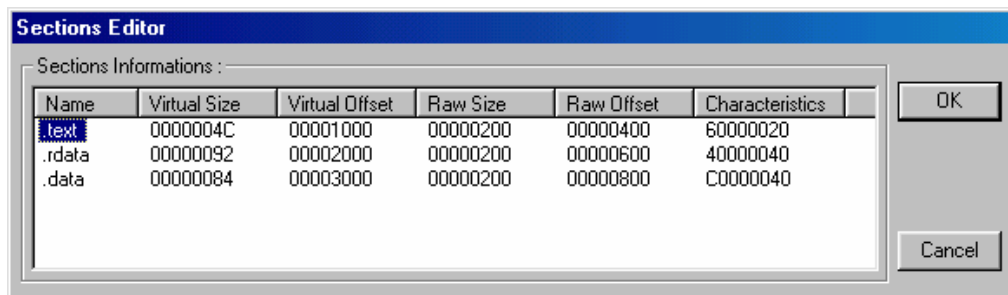 Sections Editor
Sections Informations :
Name Virtual Size Virtual Offset Raw Size Raw Offset Characteristics
.text 0000004C 00001000 00000200 00000400 60000020
.rdata 00000092 00002000 00000200 00000600 40000040
.data 00000084 00003000 00000200 00000800 C0000040
OK
Cancel